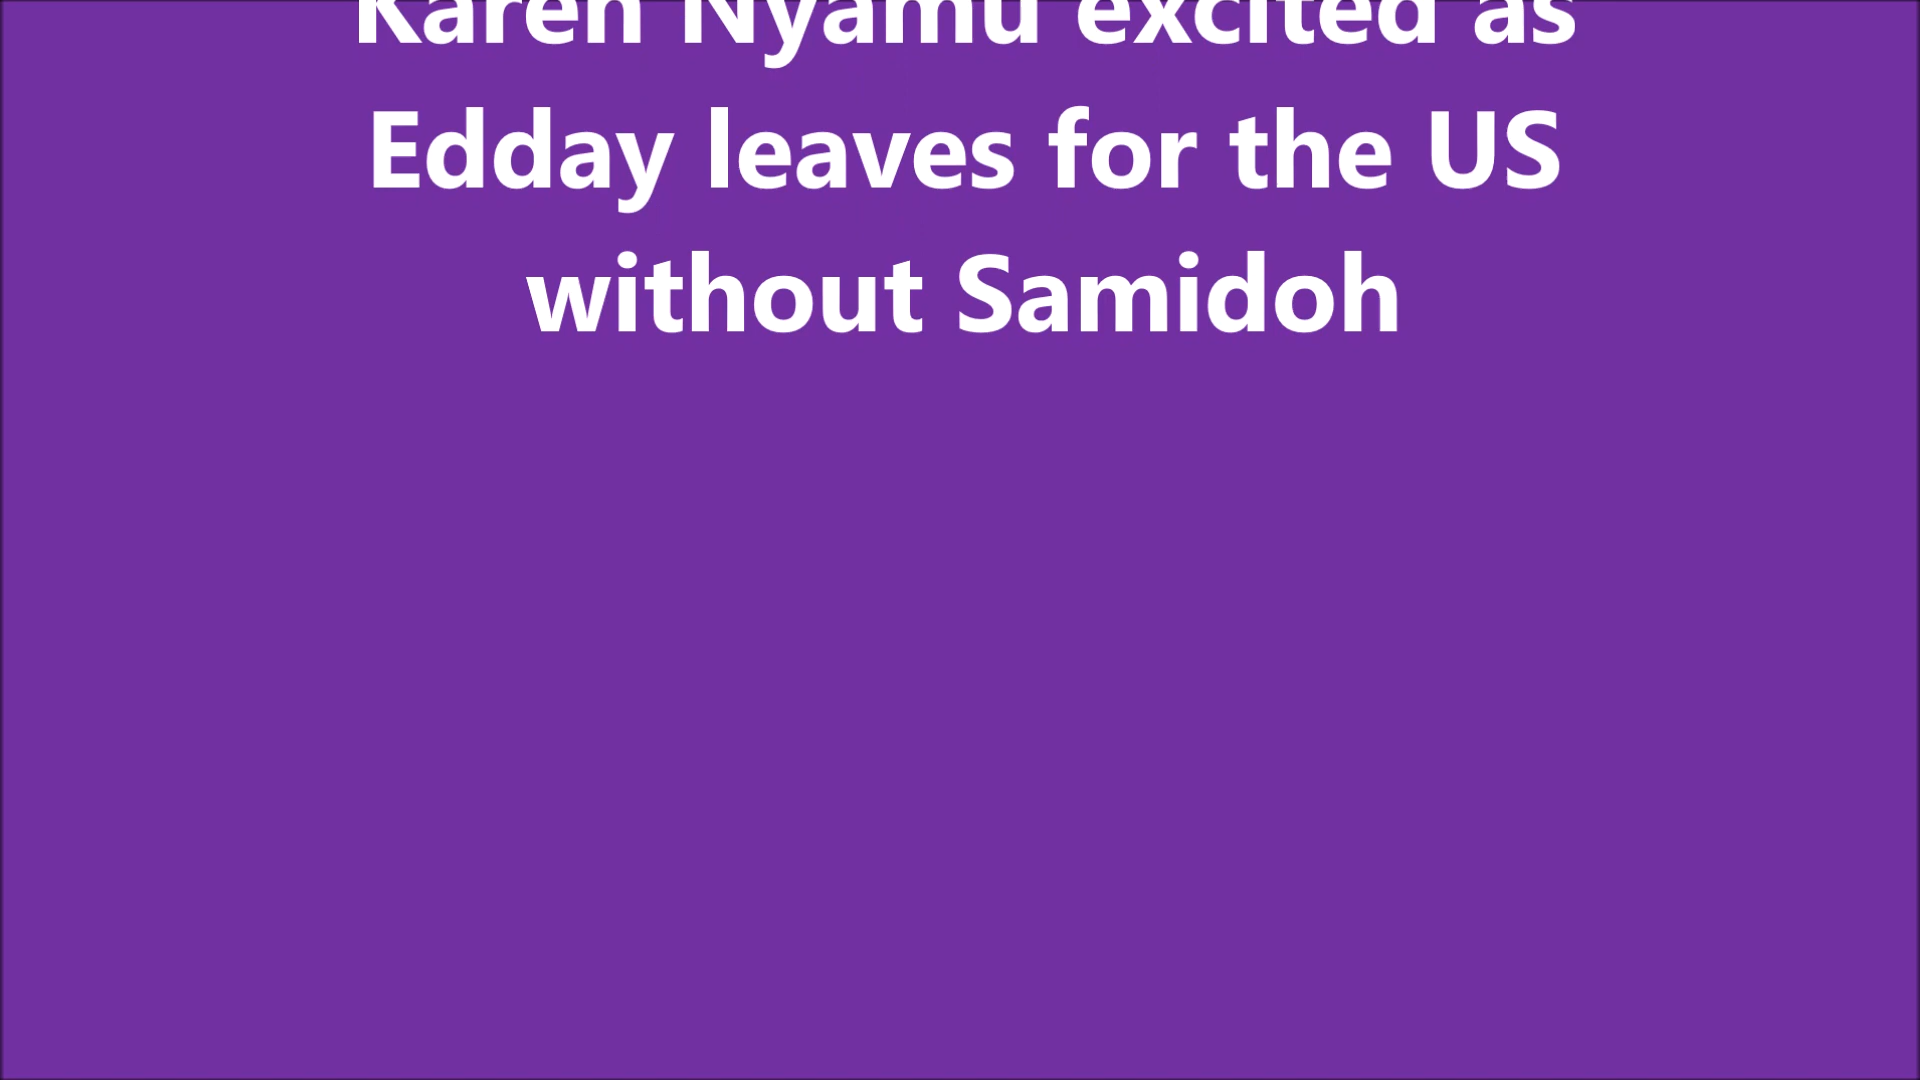 Karen Nyamu excited as
Edday leaves for the US
without Samidoh